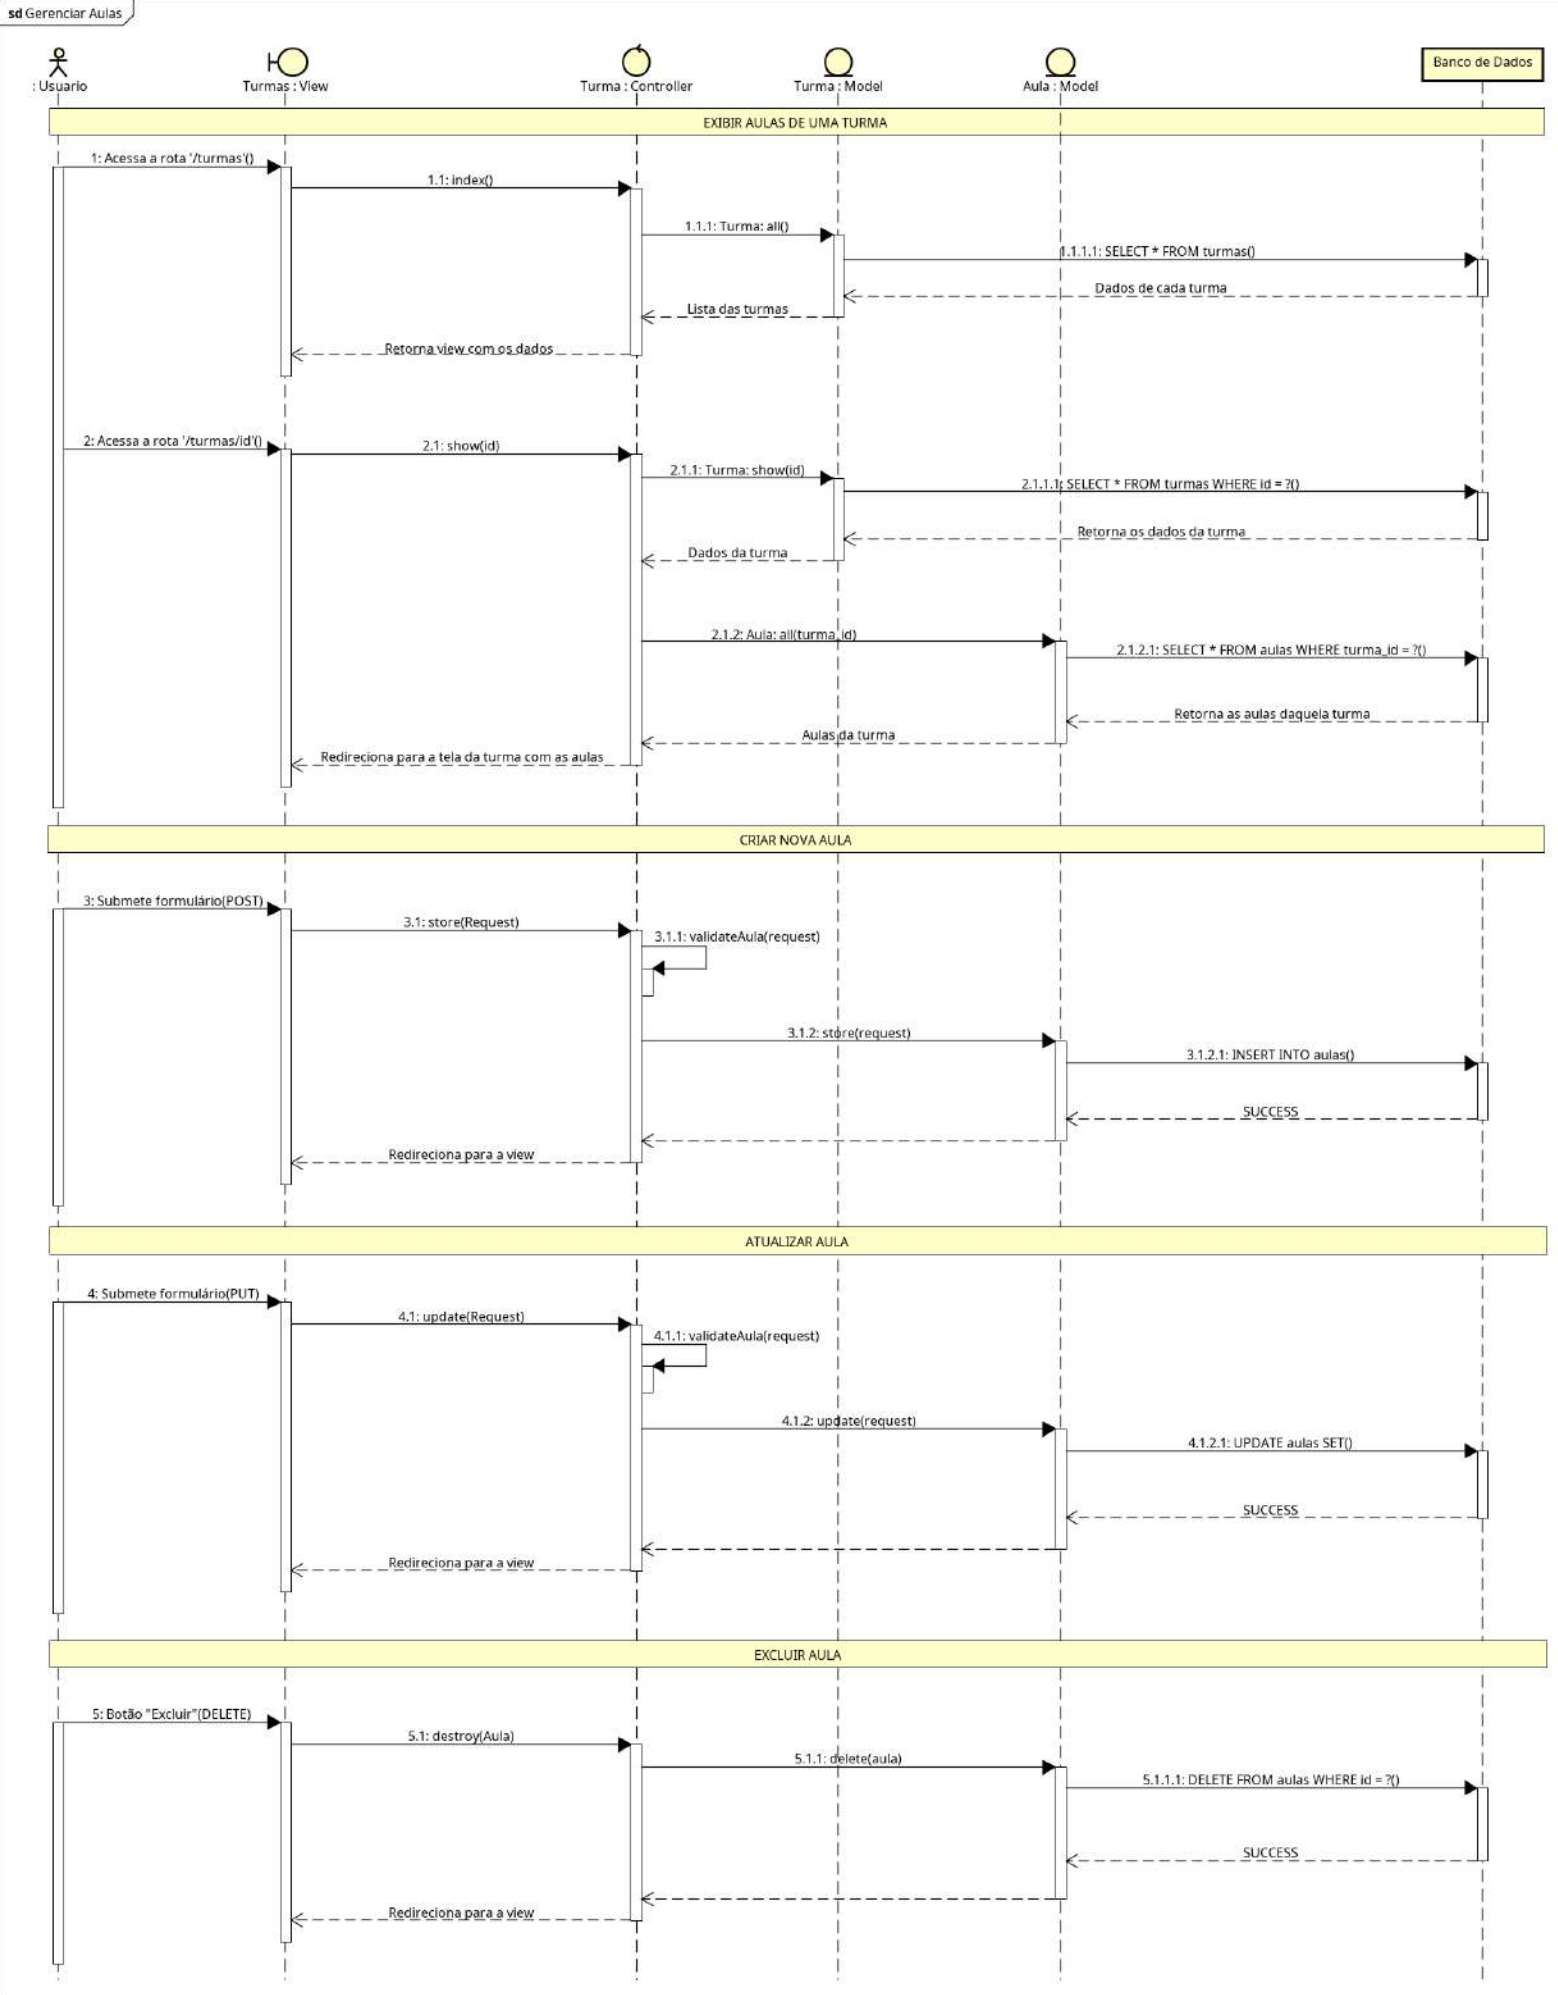 sd Gerenciar Aulas
: Usuario
Turmas : View
Turma : Controller
Turma : Model
Aula : Model
Banco de Dados
EXIBIR AULAS DE UMA TURMA
1: Acessa a rota '/turmas'()
1.1: index()
1.1.1: Turma: all()
1.1.1.1: SELECT * FROM turmas()
Dados de cada turma
Lista das turmas
Retorna view com os dados
2: Acessa a rota '/turmas/id'()
2.1: show(id)
2.1.1: Turma: show(id)
2.1.1.1: SELECT * FROM turmas WHERE id = ?()
Retorna os dados da turma
Dados da turma
2.1.2: Aula: all(turma_id)
2.1.2.1: SELECT * FROM aulas WHERE turma_id = ?()
Retorna as aulas daquela turma
Aulas da turma
Redireciona para a tela da turma com as aulas
CRIAR NOVA AULA
3: Submete formulário(POST)
3.1: store(Request)
3.1.1: validateAula(request)
3.1.2: store(request)
3.1.2.1: INSERT INTO aulas()
SUCCESS
Redireciona para a view
ATUALIZAR AULA
4: Submete formulário(PUT)
4.1: update(Request)
4.1.1: validateAula(request)
4.1.2: update(request)
4.1.2.1: UPDATE aulas SET()
SUCCESS
Redireciona para a view
EXCLUIR AULA
5: Botão "Excluir"(DELETE)
5.1: destroy(Aula)
5.1.1: delete(aula)
5.1.1.1: DELETE FROM aulas WHERE id = ?()
SUCCESS
Redireciona para a view